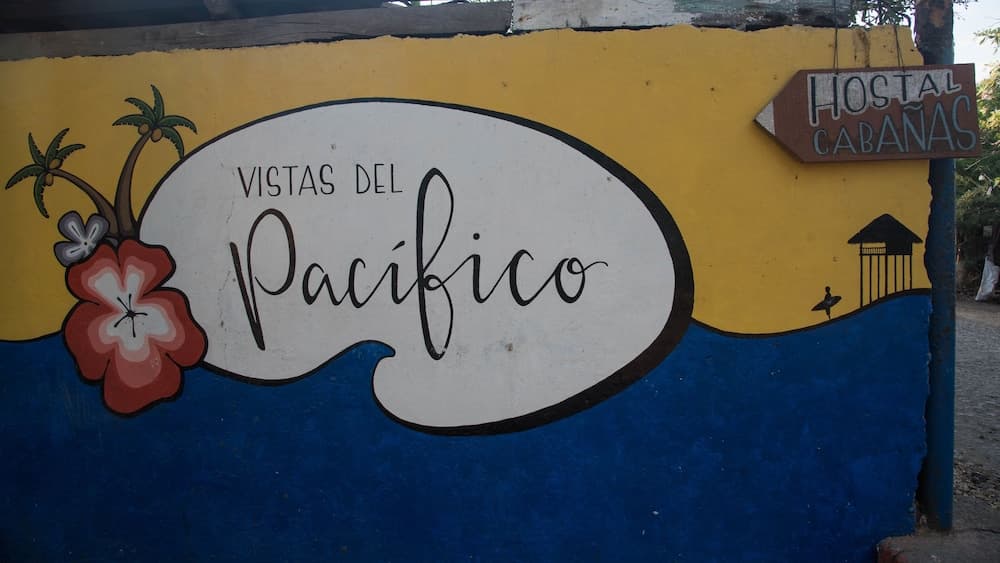 VISTAS DEL
Pacífico
HOSTAL
CABAÑAS